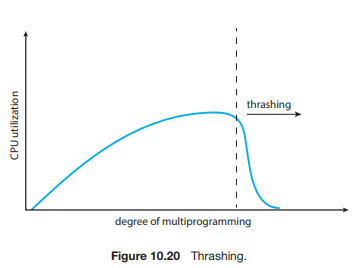 thrashing
CPU utilization
degree of multiprogramming
Figure 10.20 Thrashing.